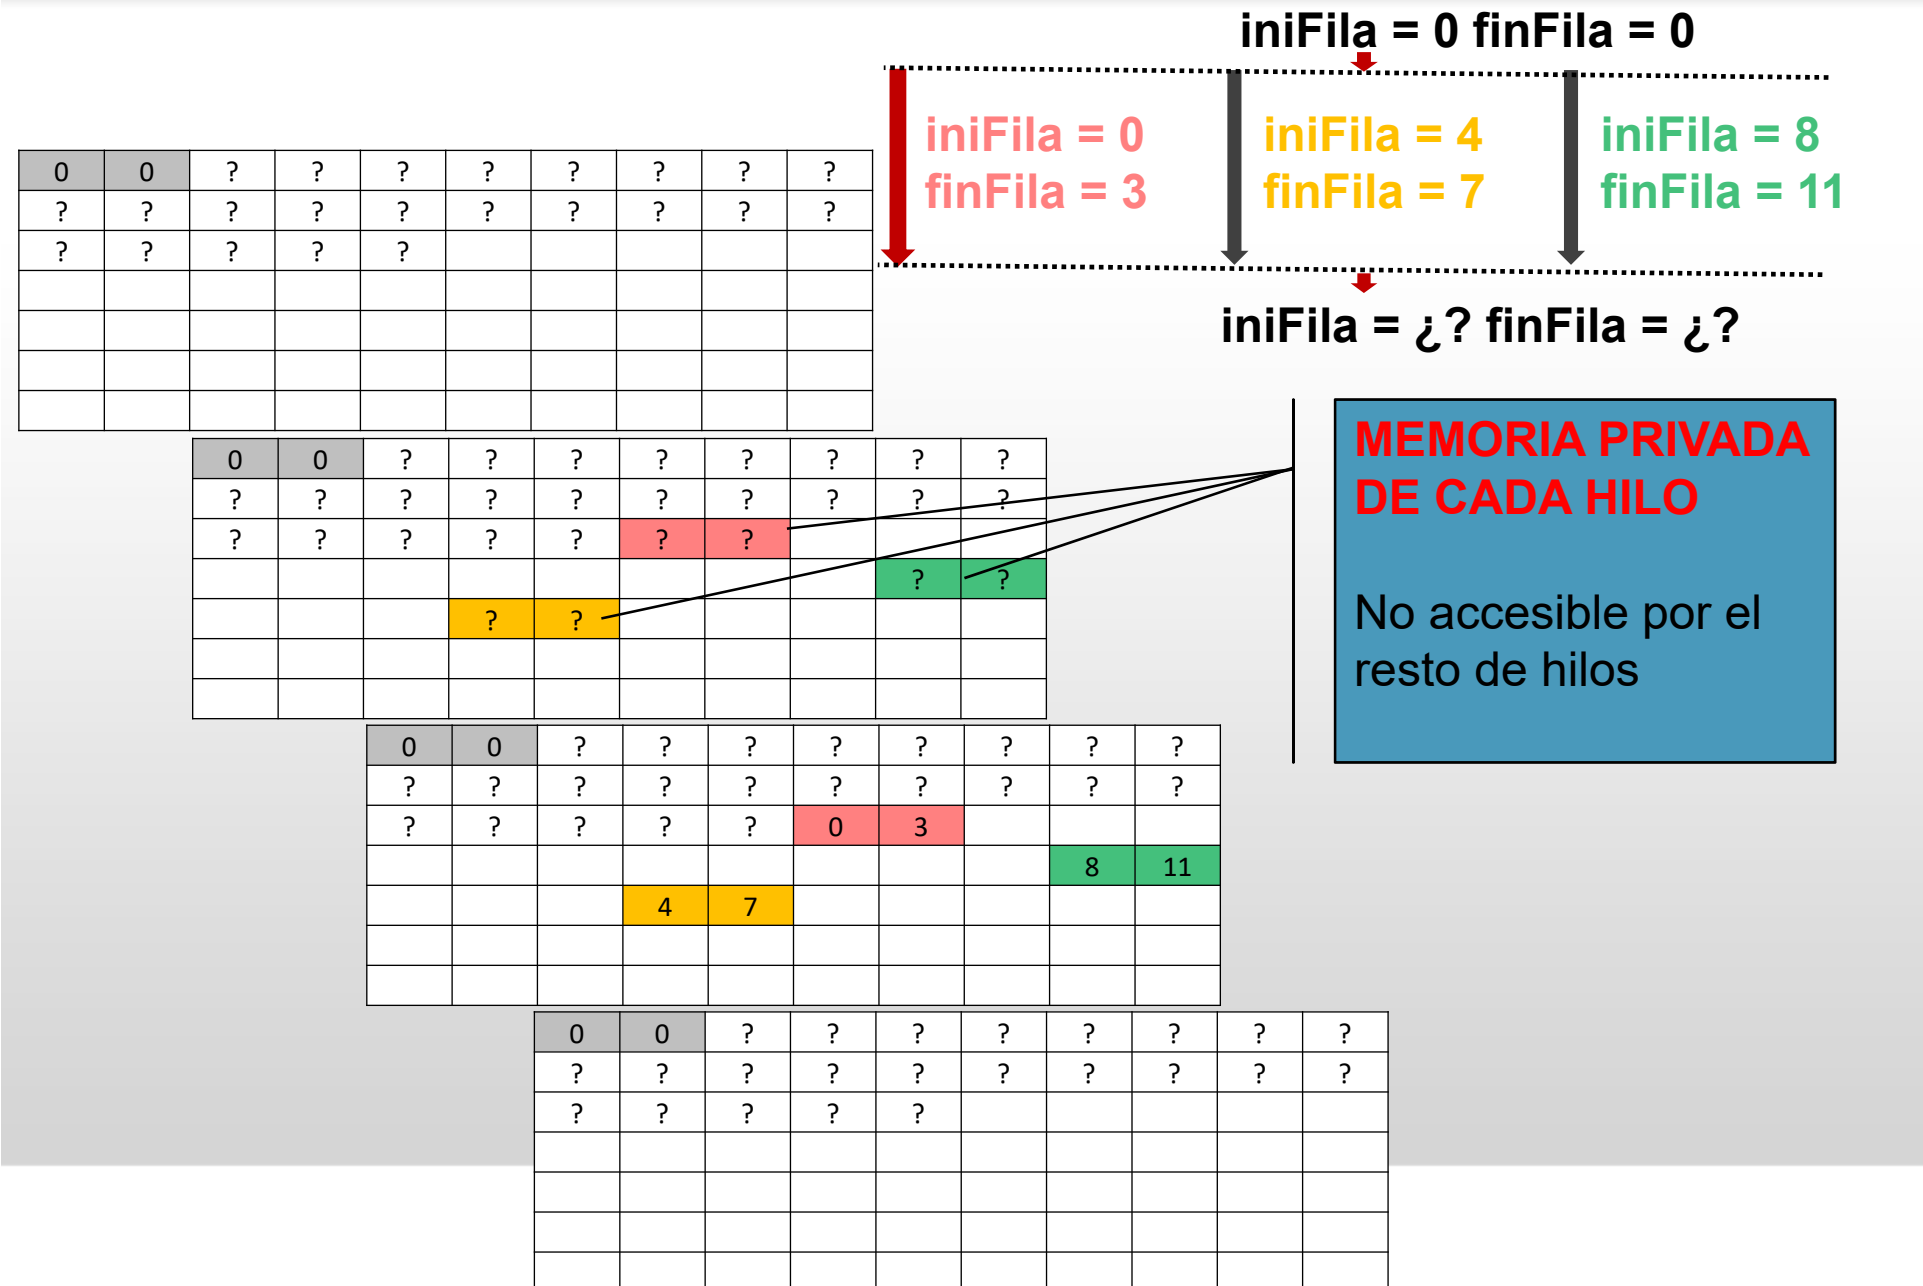 iniFila = 0 finFila = 0
iniFila = 0
finFila = 3
iniFila = 4
finFila = 7
iniFila = 8
finFila = 11
iniFila = ¿? finFila = ¿?
0 0 ? ? ? ? ? ? ? ?
? ? ? ? ? ? ? ? ? ?
? ? ? ? ?
MEMORIA PRIVADA
DE CADA HILO
No accesible por el
resto de hilos
0 0 ? ? ? ? ? ? ? ?
? ? ? ? ? ? ? ? ? ?
? ? ? ? ? ? ?
? ?
? ?
0 0 ? ? ? ? ? ? ? ?
? ? ? ? ? ? ? ? ? ?
? ? ? ? ? 0 3
8 11
4 7
0 0 ? ? ? ? ? ? ? ?
? ? ? ? ? ? ? ? ? ?
? ? ? ? ?